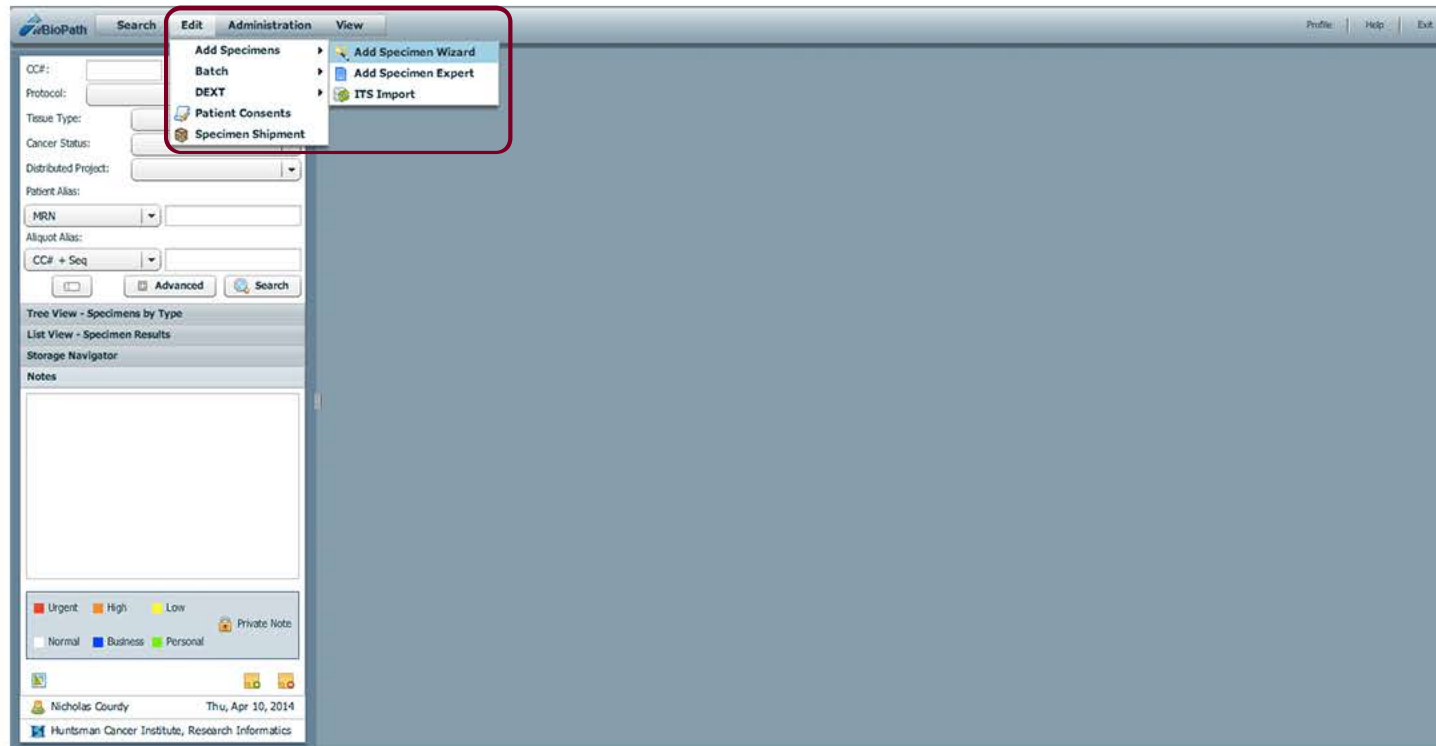 itBioPath Search Edit Administration View Profile | Help | Exit
Add Specimens
Add Specimen Wizard
Batch
Add Specimen Expert
DEXT
ITS Import
Patient Consents
Specimen Shipment
CC#:
Protocol:
Tissue Type:
Cancer Status:
Distributed Project:
Patient Alias:
MRN
Aliquot Alias:
CC# + Seq
Advanced Search
Tree View - Specimens by Type
List View - Specimen Results
Storage Navigator
Notes
Urgent High Low
Private Note
Normal Business Personal
Nicholas Courdy Thu, Apr 10, 2014
Huntsman Cancer Institute, Research Informatics